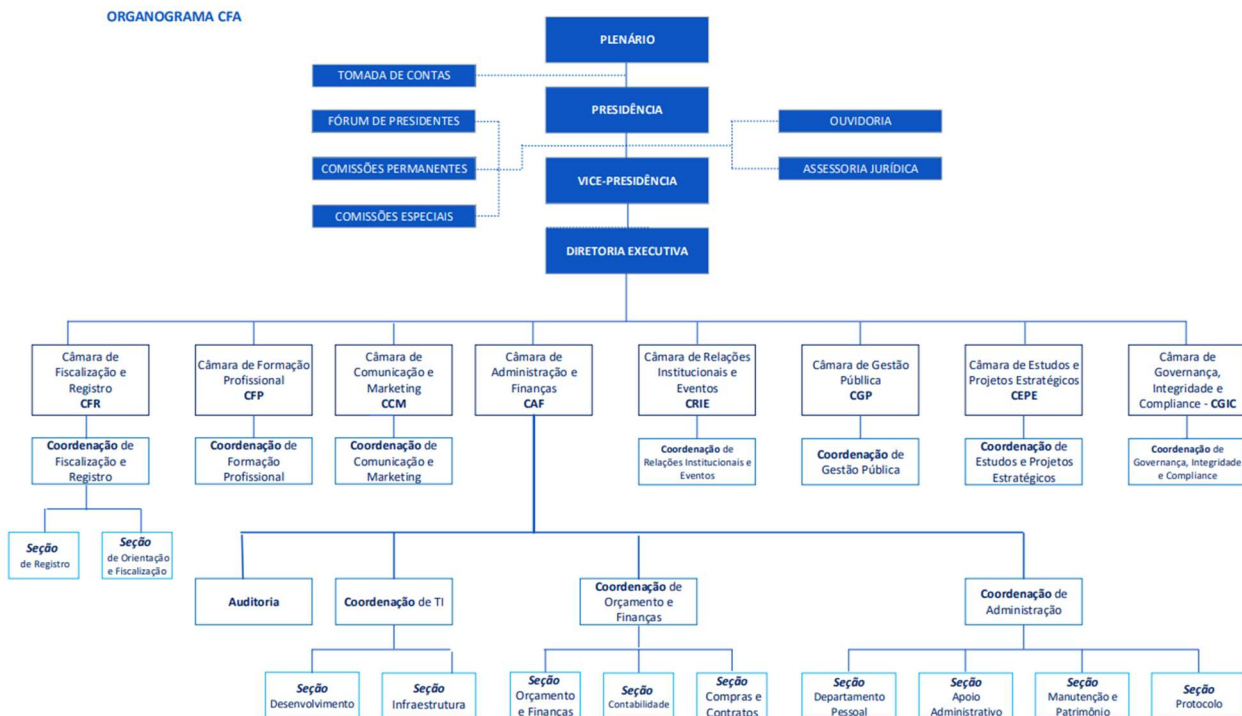 ORGANOGRAMA CFA
PLENÁRIO
TOMADA DE CONTAS
PRESIDÊNCIA
FÓRUM DE PRESIDENTES
OUVIDORIA
COMISSÕES PERMANENTES
ASSESSORIA JURÍDICA
VICE-PRESIDÊNCIA
COMISSÕES ESPECIAIS
DIRETORIA EXECUTIVA
Câmara de
Fiscalização e
Registro
CFR
Câmara de Formação
Profissional
CFP
Câmara de
Comunicação e
Marketing
CCM
Câmara de
Administração e
Finanças
CAF
Câmara de Relações
Institucionais e
Eventos
CRIE
Câmara de Gestão
Públlica
CGP
Câmara de Estudos e
Projetos Estratégicos
CEPE
Câmara de
Governança,
Integridade e
Compliance - CGIC
Coordenação de
Fiscalização e
Registro
Coordenação de
Formação
Profissional
Coordenação de
Comunicação e
Marketing
Coordenação de
Relações Institucionais e
Eventos
Coordenação de
Gestão Pública
Coordenação de
Estudos e Projetos
Estratégicos
Coordenação de
Governança, Integridade
e Compliance
Seção
de Registro
Seção
de Orientação
e Fiscalização
Auditoria
Coordenação de TI
Coordenação de
Orçamento e
Finanças
Coordenação de
Administração
Seção
Desenvolvimento
Seção
Infraestrutura
Seção
Orçamento
e Finanças
Seção
Contabilidade
Seção
Compras e
Contratos
Seção
Departamento
Pessoal
Seção
Apoio
Administrativo
Seção
Manutenção e
Patrimônio
Seção
Protocolo